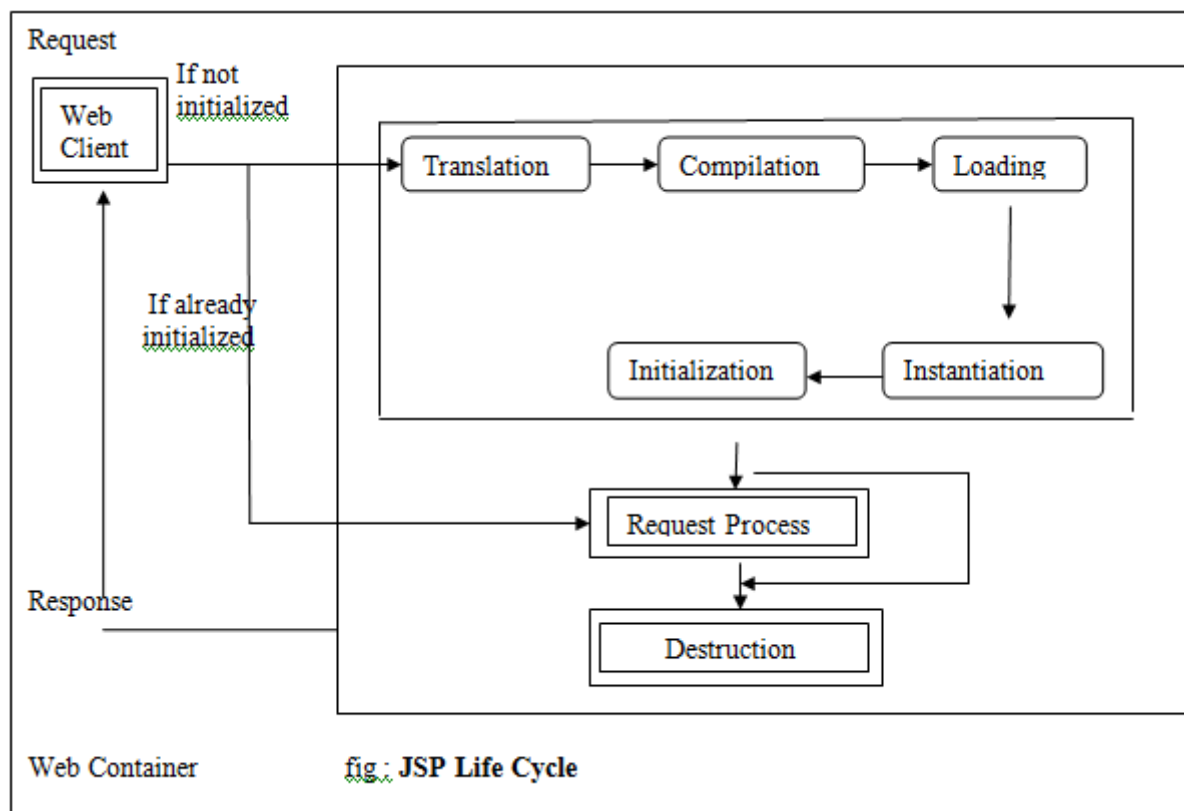 Request
If not
initialized
Web
Client
Translation
Compilation
Loading
If already
initialized
Initialization
Instantiation
Request Process
Response
Destruction
Web Container
fig : JSP Life Cycle